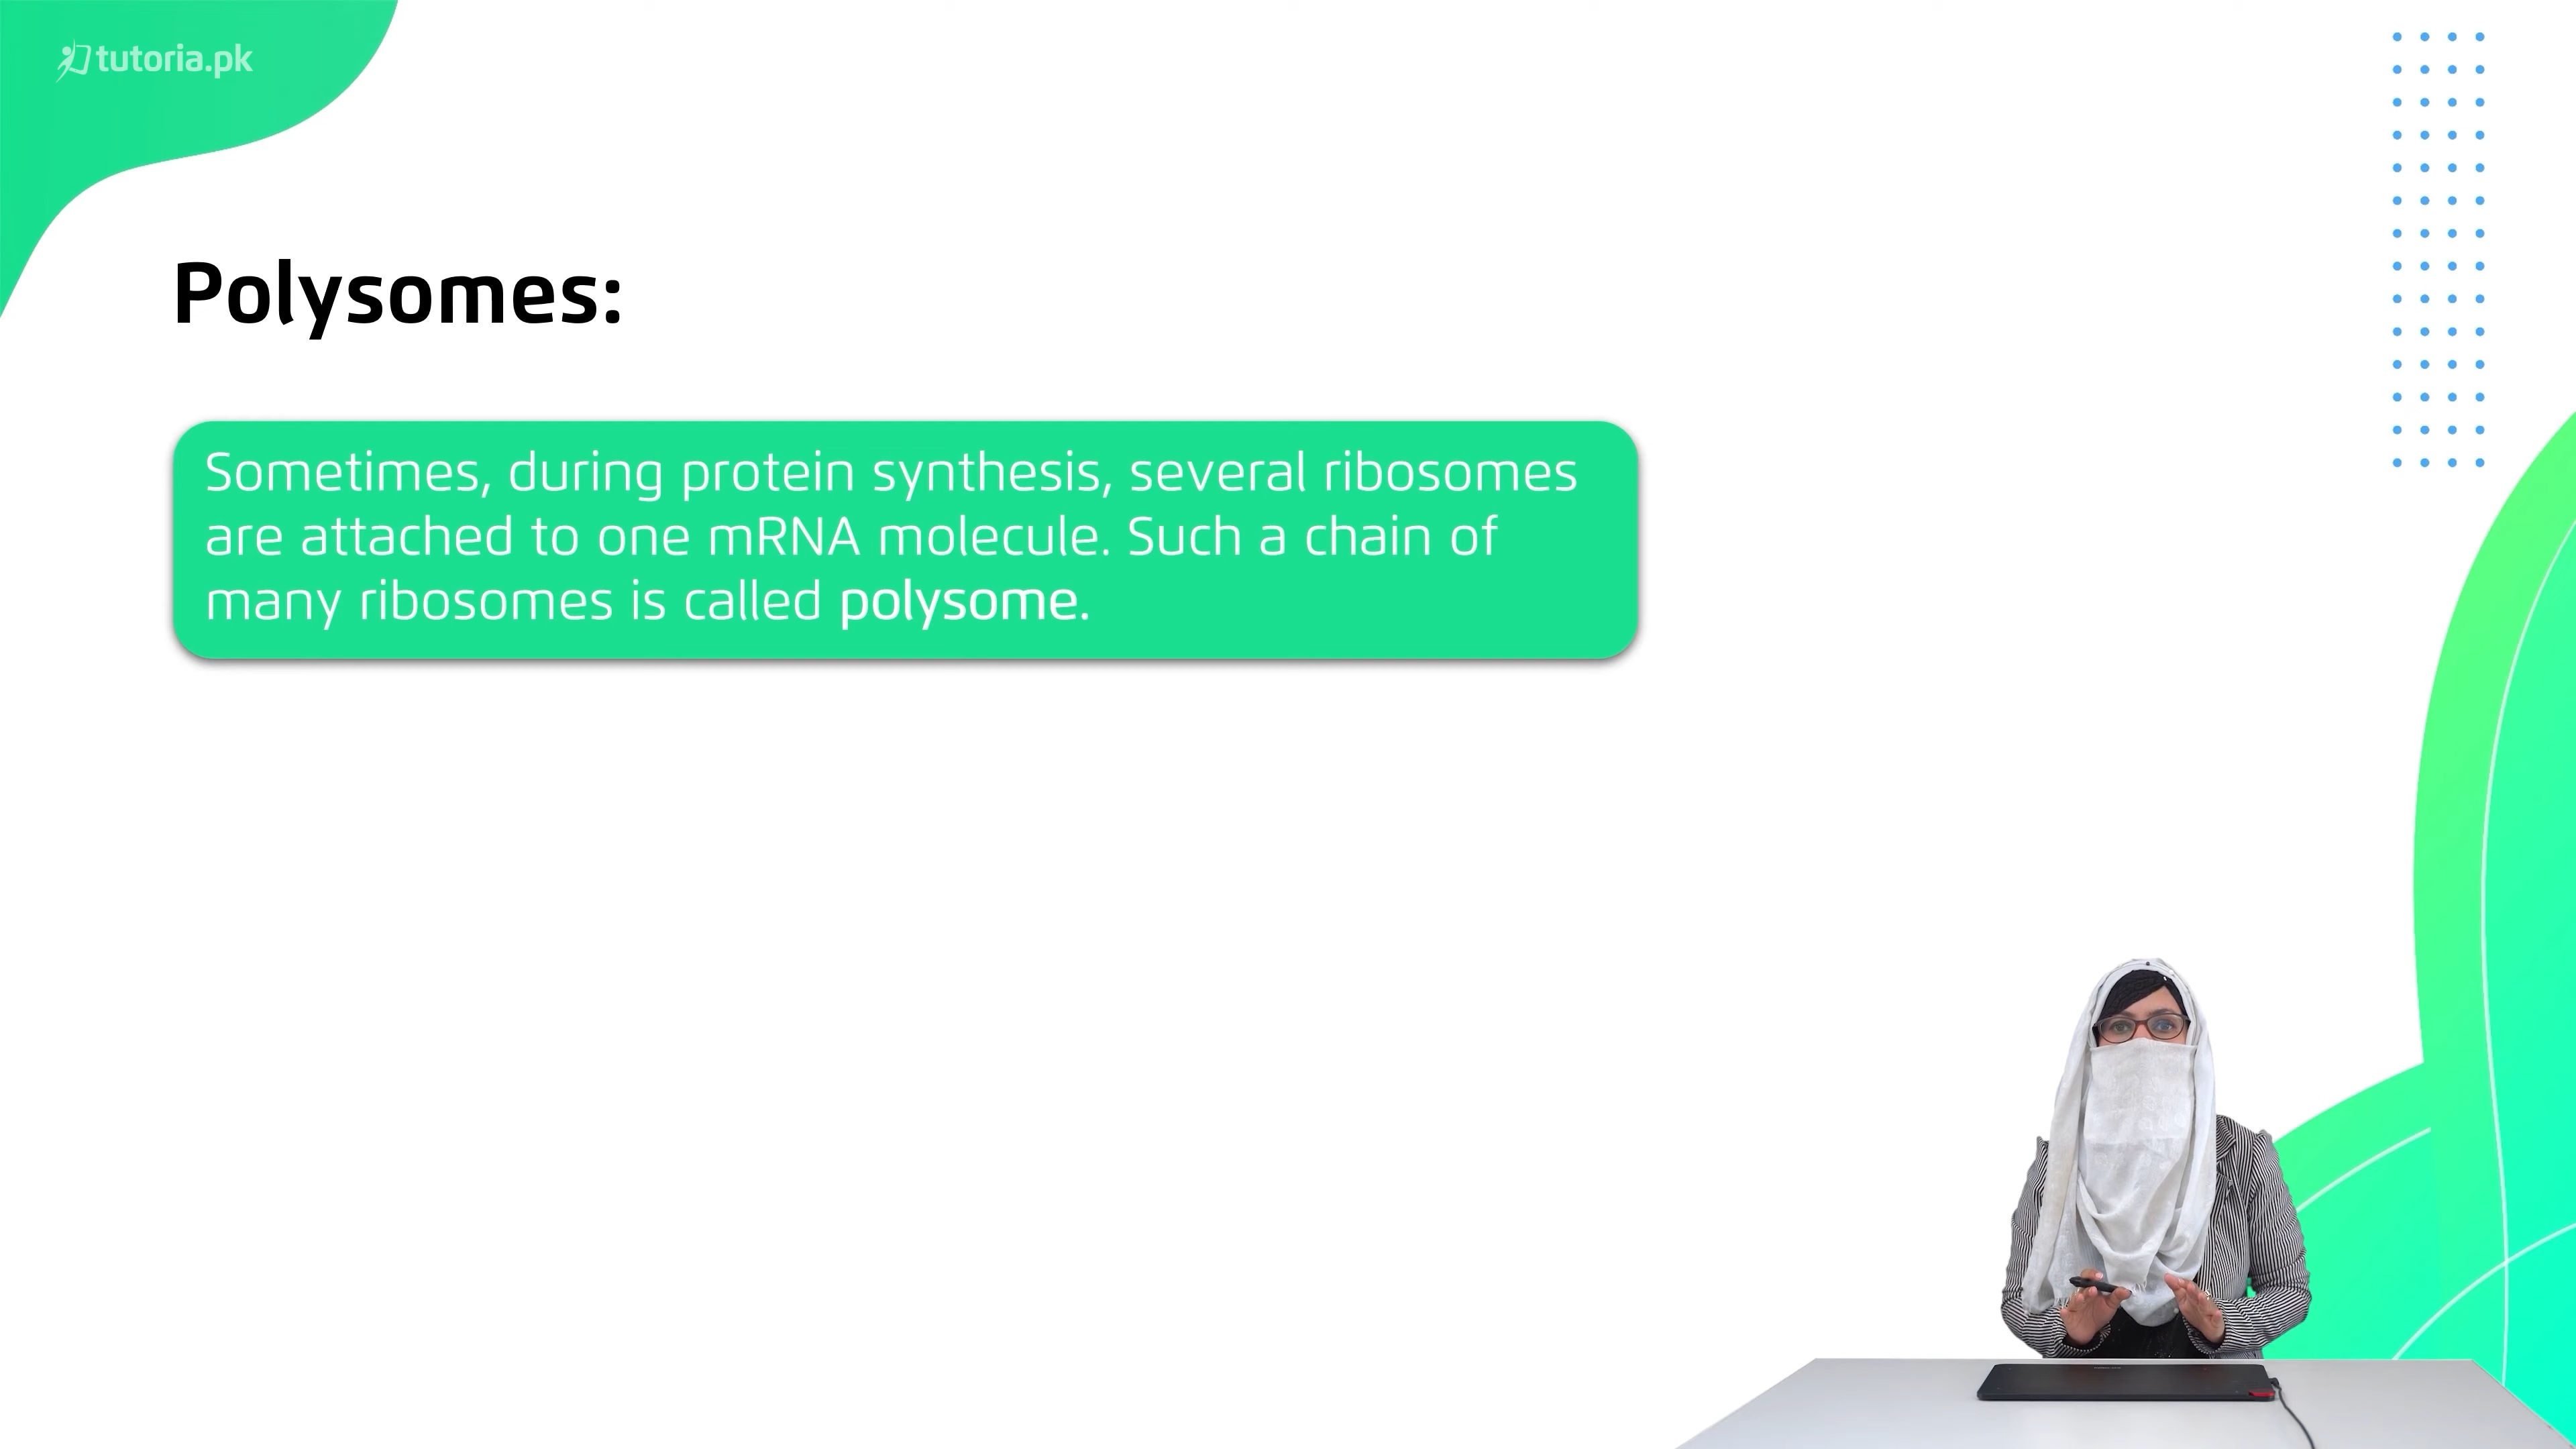 tutoria.pk
Polysomes:
Sometimes, during protein synthesis, several ribosomes
are attached to one mRNA molecule. Such a chain of
many ribosomes is called polysome.